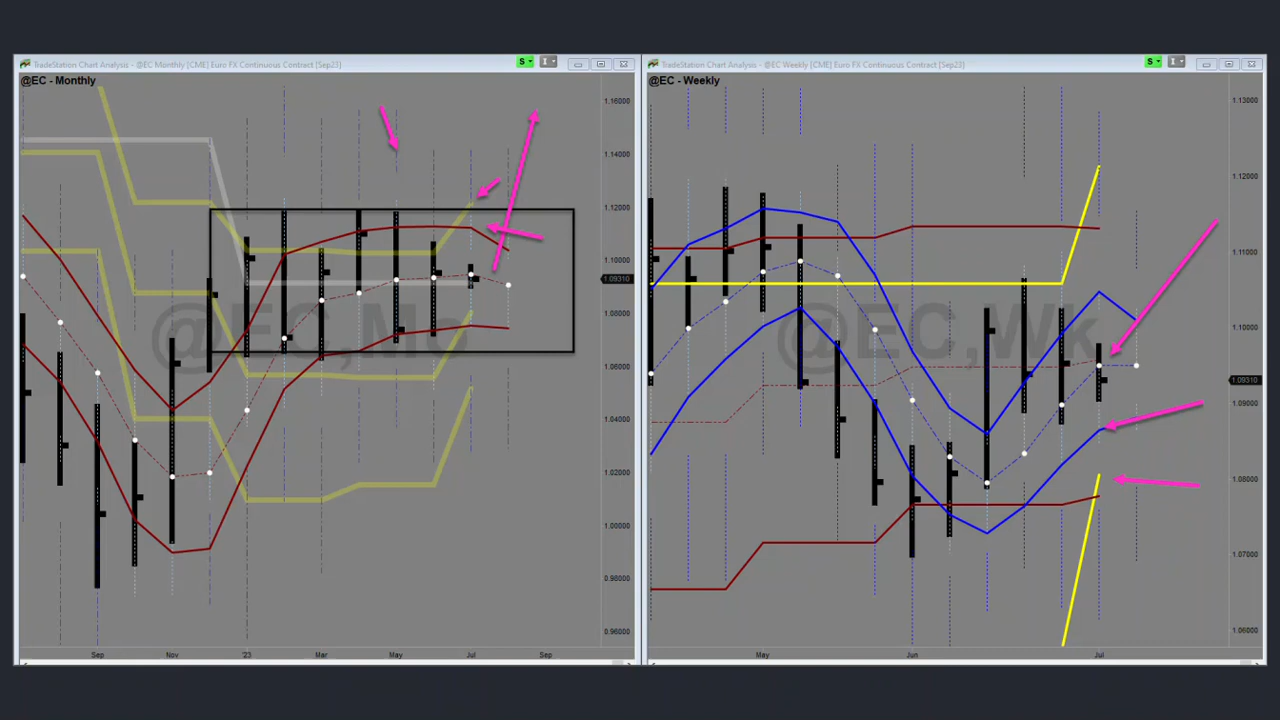 TradeStation Chart Analysis - @EC Monthly [CME] Euro FX Continuous Contract [Sep23]
S
I
@EC - Monthly
1.16000
1.14000
1.12000
1.10000
1.09310
1.08000
1.06000
1.04000
1.02000
1.00000
0.98000
0.96000
@EC,Mo
Sep
Nov
'23
Mar
May
Jul
Sep
TradeStation Chart Analysis - @EC Weekly [CME] Euro FX Continuous Contract [Sep23]
S
I
@EC - Weekly
1.13000
1.12000
1.11000
1.10000
1.09310
1.09000
1.08000
1.07000
1.06000
@EC,Wk
May
Jun
Jul